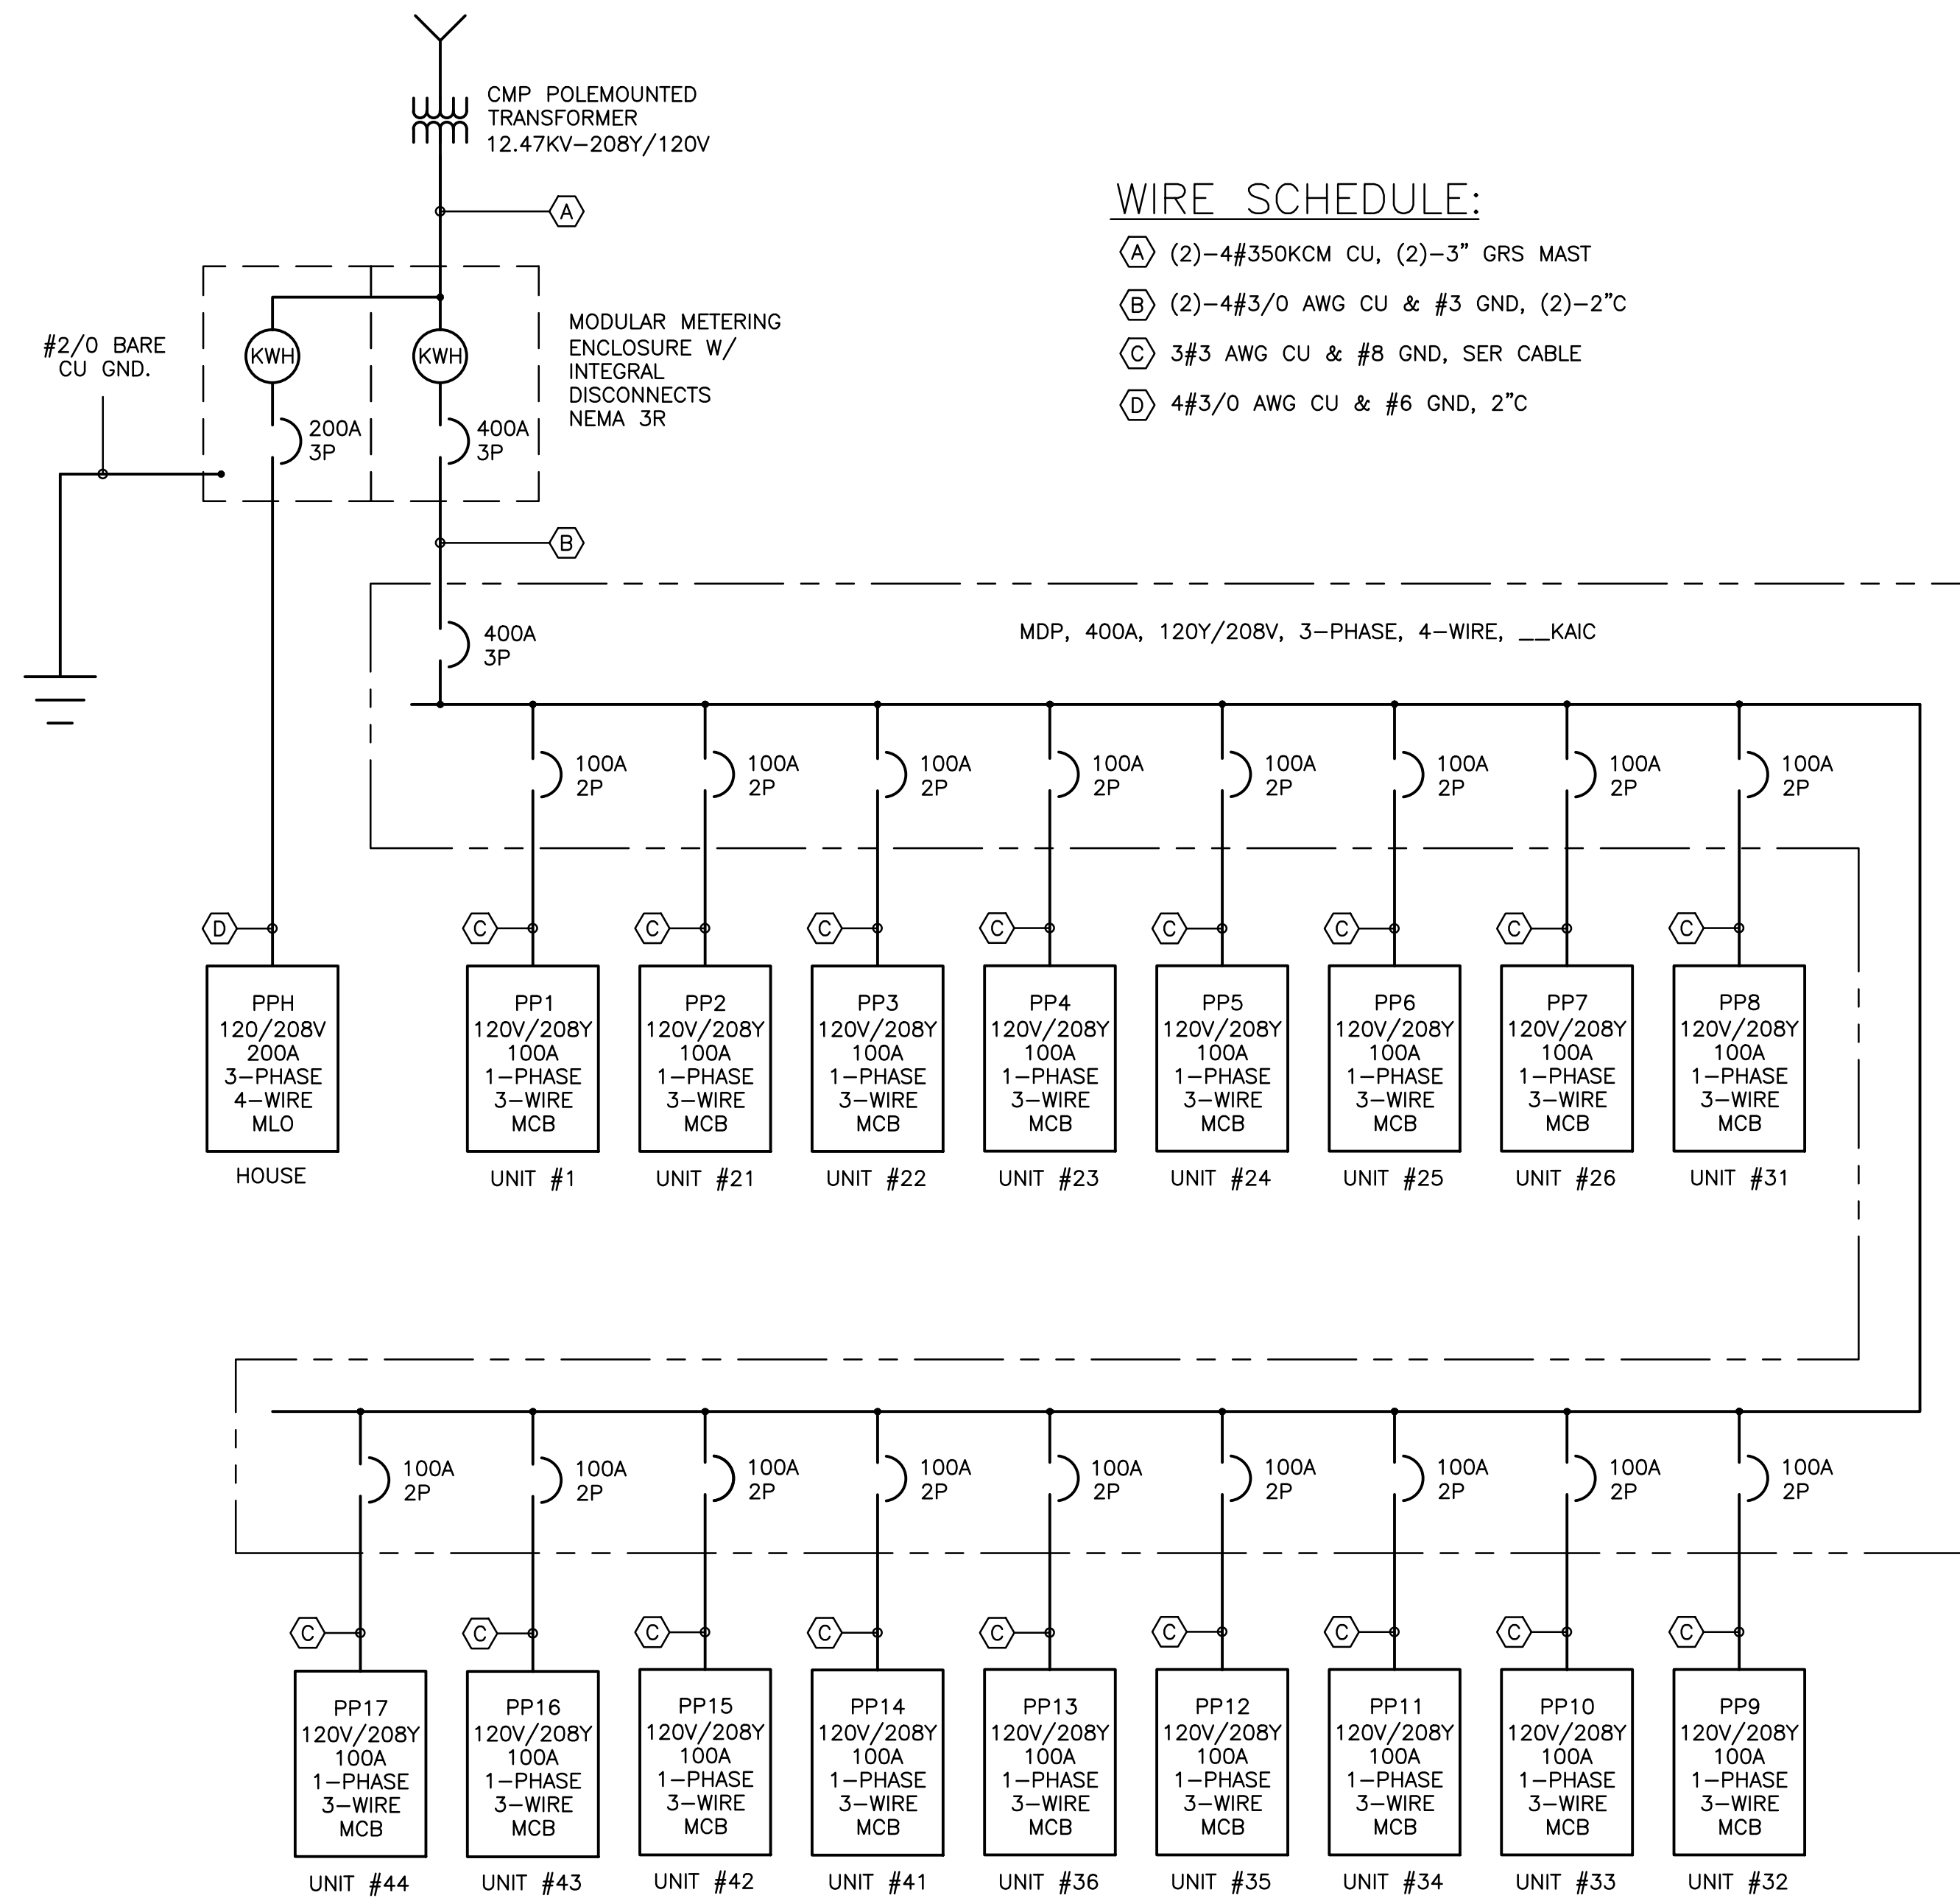 CMP POLEMOUNTED
TRANSFORMER
12.47KV-208Y/120V
A
WIRE SCHEDULE:
A (2)-4#350KCM CU, (2)-3" GRS MAST
B (2)-4#3/0 AWG CU & #3 GND, (2)-2"C
C 3#3 AWG CU & #8 GND, SER CABLE
D 4#3/0 AWG CU & #6 GND, 2"C
#2/0 BARE
CU GND.
KWH
KWH
MODULAR METERING
ENCLOSURE W/
INTEGRAL
DISCONNECTS
NEMA 3R
200A
3P
400A
3P
B
400A
3P
MDP, 400A, 120Y/208V, 3-PHASE, 4-WIRE, __KAIC
100A
2P
100A
2P
100A
2P
100A
2P
100A
2P
100A
2P
100A
2P
100A
2P
D
C
C
C
C
C
C
C
C
PPH
120/208V
200A
3-PHASE
4-WIRE
MLO
HOUSE
PP1
120V/208Y
100A
1-PHASE
3-WIRE
MCB
UNIT #1
PP2
120V/208Y
100A
1-PHASE
3-WIRE
MCB
UNIT #21
PP3
120V/208Y
100A
1-PHASE
3-WIRE
MCB
UNIT #22
PP4
120V/208Y
100A
1-PHASE
3-WIRE
MCB
UNIT #23
PP5
120V/208Y
100A
1-PHASE
3-WIRE
MCB
UNIT #24
PP6
120V/208Y
100A
1-PHASE
3-WIRE
MCB
UNIT #25
PP7
120V/208Y
100A
1-PHASE
3-WIRE
MCB
UNIT #26
PP8
120V/208Y
100A
1-PHASE
3-WIRE
MCB
UNIT #31
100A
2P
100A
2P
100A
2P
100A
2P
100A
2P
100A
2P
100A
2P
100A
2P
100A
2P
C
C
C
C
C
C
C
C
C
PP17
120V/208Y
100A
1-PHASE
3-WIRE
MCB
UNIT #44
PP16
120V/208Y
100A
1-PHASE
3-WIRE
MCB
UNIT #43
PP15
120V/208Y
100A
1-PHASE
3-WIRE
MCB
UNIT #42
PP14
120V/208Y
100A
1-PHASE
3-WIRE
MCB
UNIT #41
PP13
120V/208Y
100A
1-PHASE
3-WIRE
MCB
UNIT #36
PP12
120V/208Y
100A
1-PHASE
3-WIRE
MCB
UNIT #35
PP11
120V/208Y
100A
1-PHASE
3-WIRE
MCB
UNIT #34
PP10
120V/208Y
100A
1-PHASE
3-WIRE
MCB
UNIT #33
PP9
120V/208Y
100A
1-PHASE
3-WIRE
MCB
UNIT #32